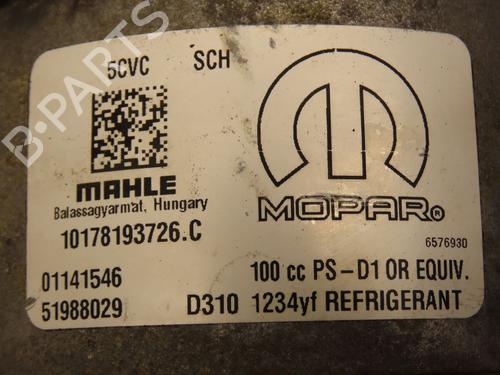 5CVC SCH
MAHLE
Balassagyarmat, Hungary
10178193726.C
MOPAR®
6576930
01141546
100 cc PS-D1 OR EQUIV.
51988029
D310 1234yf REFRIGERANT
B-PARTS